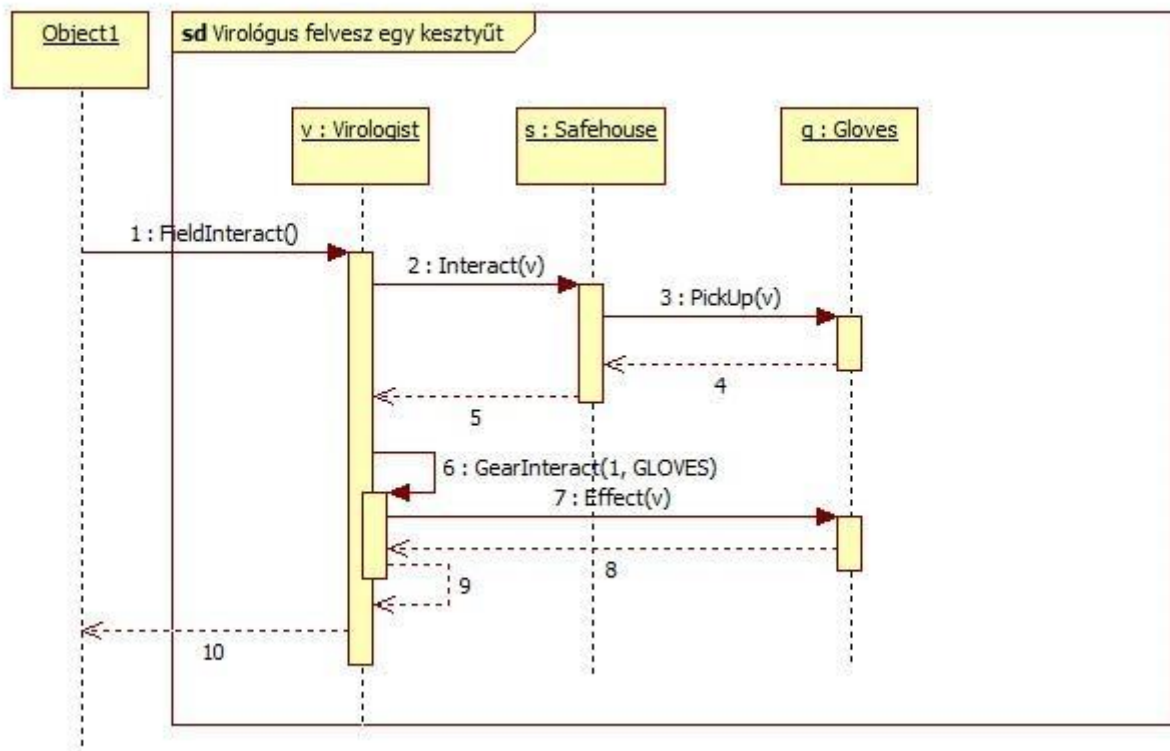 Object1
sd Virológus felvesz egy kesztyűt
v : Virologist
s : Safehouse
g : Gloves
1 : FieldInteract()
2 : Interact(v)
3 : PickUp(v)
4
5
6 : GearInteract(1, GLOVES)
7 : Effect(v)
8
9
10